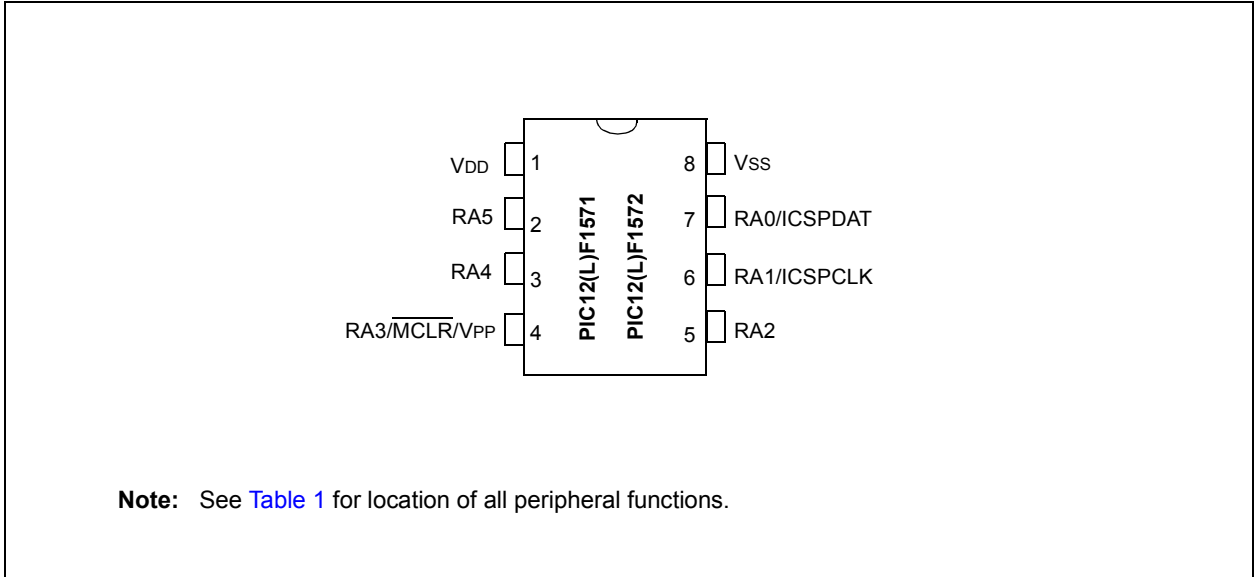 VDD 1 8 VSS
RA5 2 7 RA0/ICSPDAT
RA4 3 6 RA1/ICSPCLK
RA3/MCLR/VPP 4 5 RA2
PIC12(L)F1571
PIC12(L)F1572
Note: See Table 1 for location of all peripheral functions.